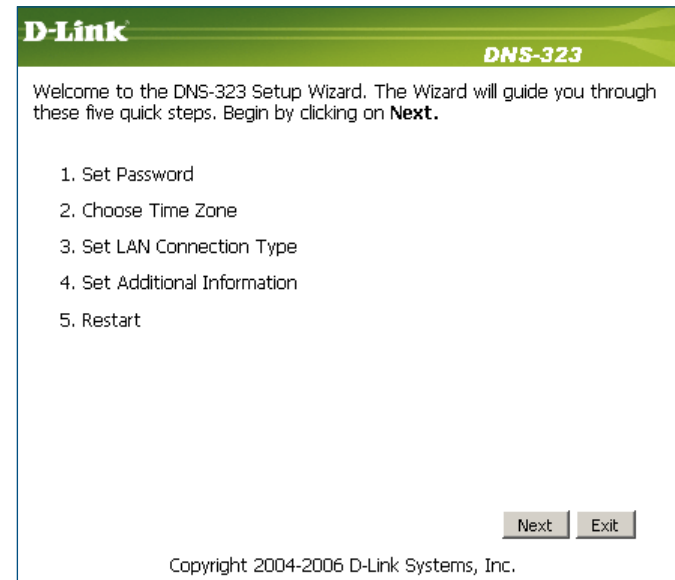 D-Link
DNS-323
Welcome to the DNS-323 Setup Wizard. The Wizard will guide you through
these five quick steps. Begin by clicking on Next.
1. Set Password
2. Choose Time Zone
3. Set LAN Connection Type
4. Set Additional Information
5. Restart
Next Exit
Copyright 2004-2006 D-Link Systems, Inc.